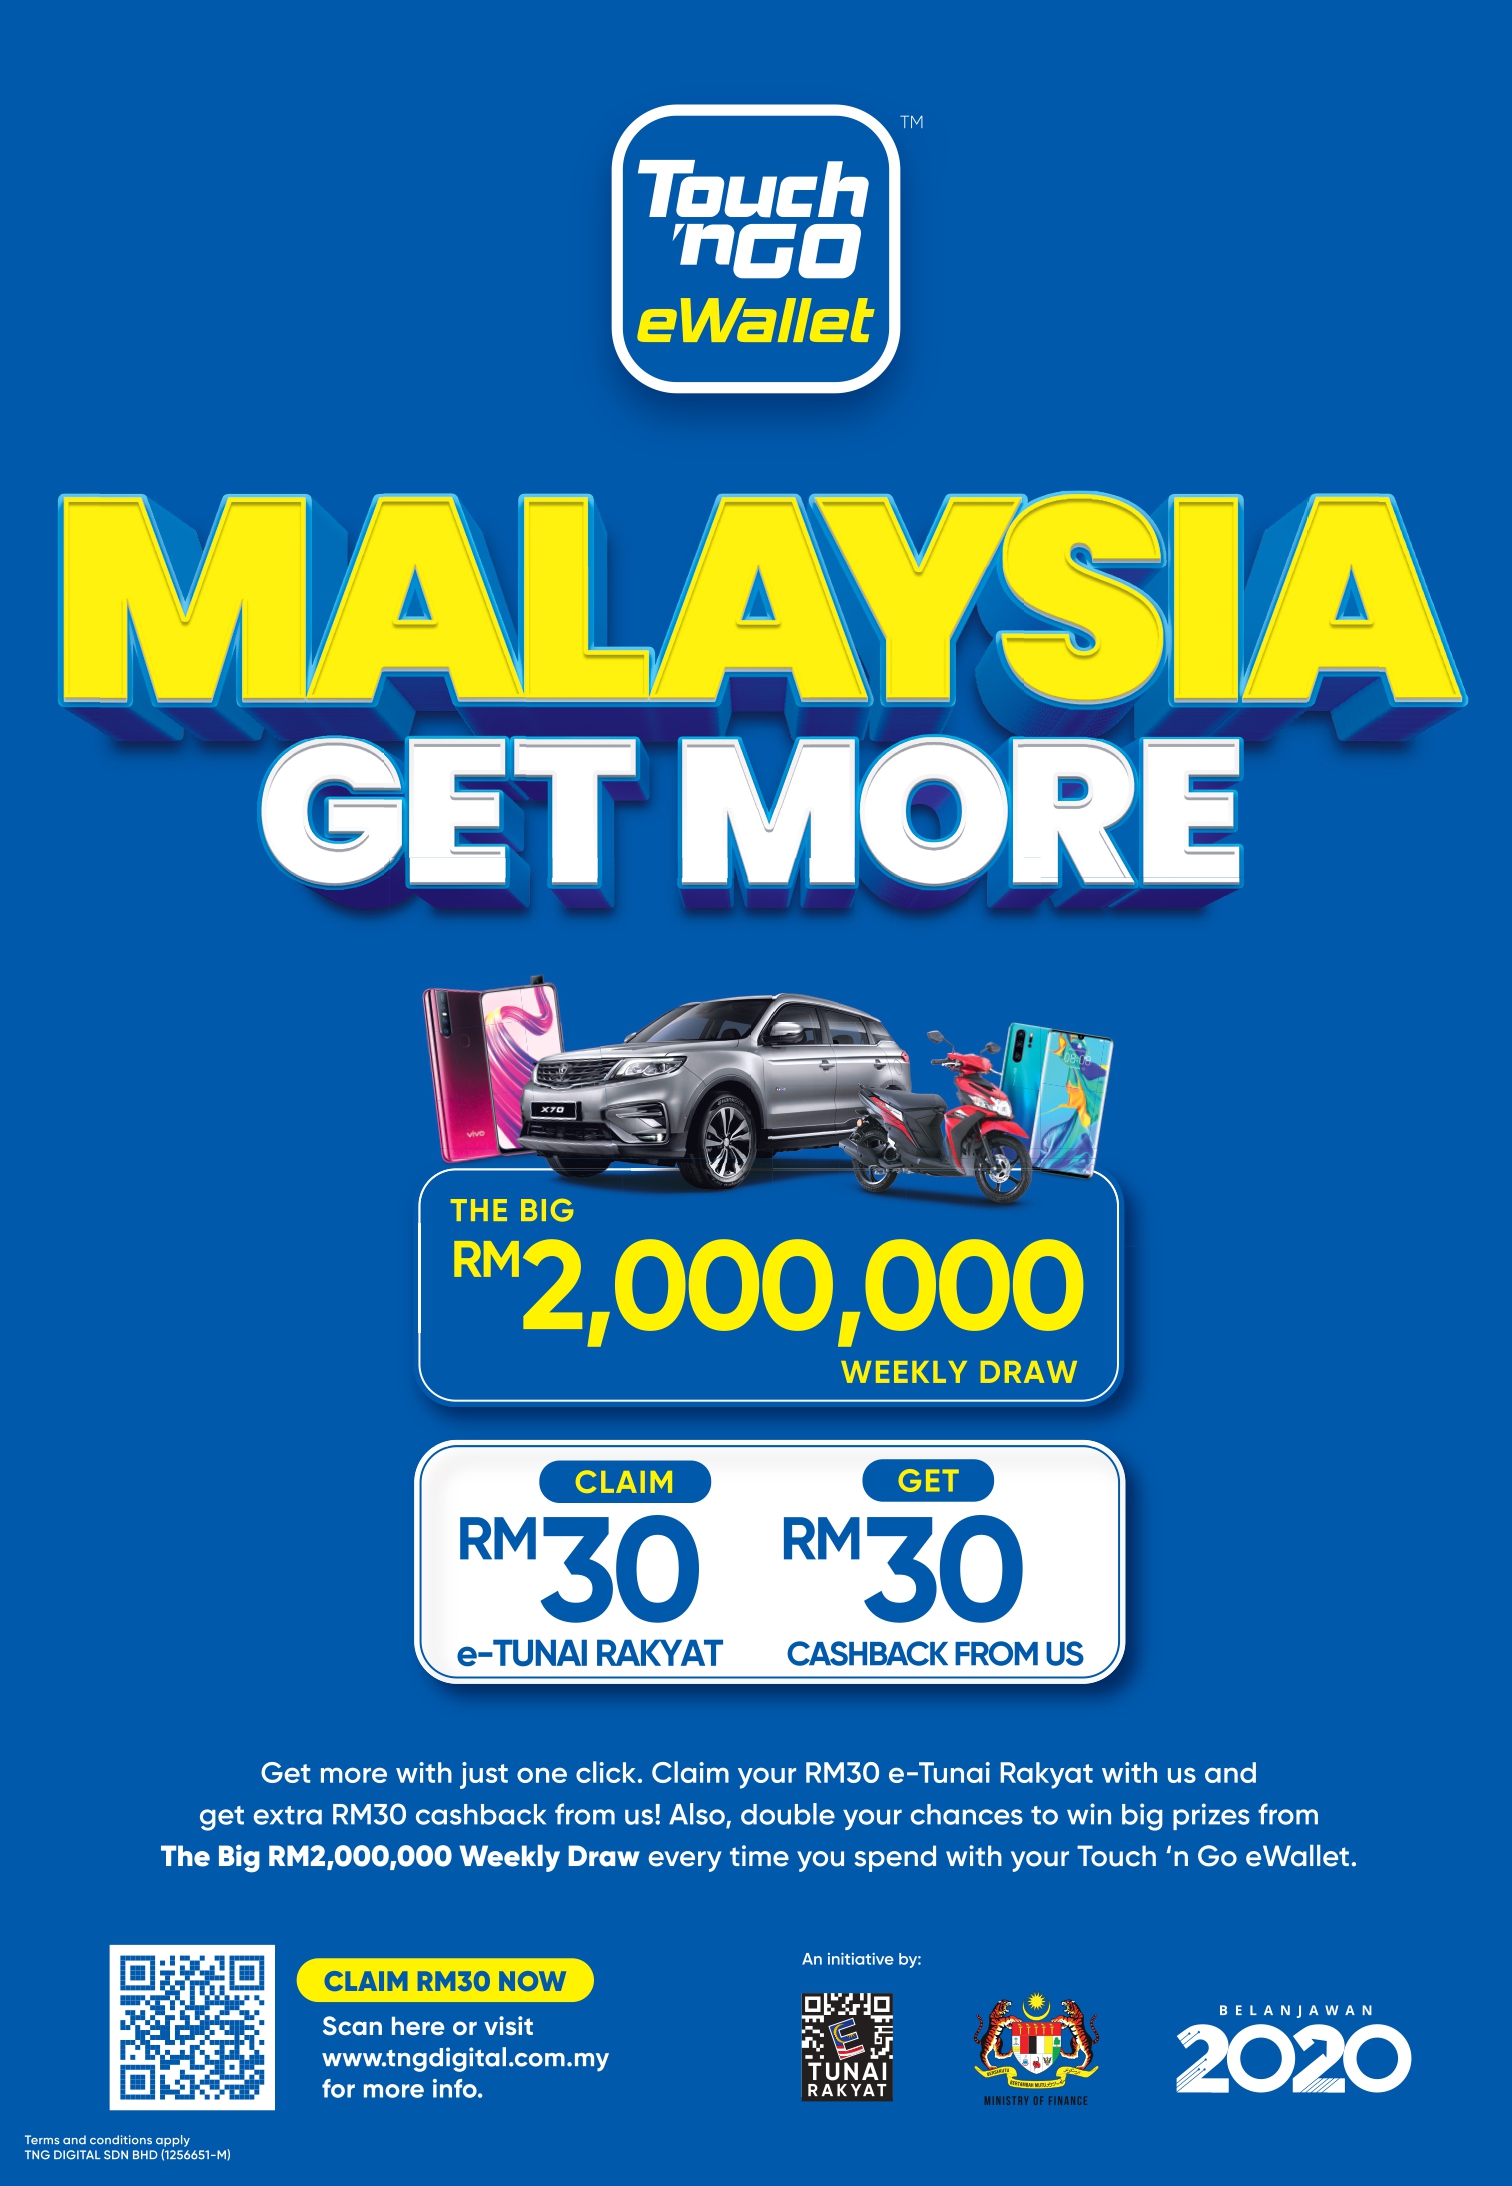 Touch
'nGO
eWallet
TM
MALAYSIA
GET MORE
vivo
X70
08:08
THE BIG
RM2,000,000
WEEKLY DRAW
CLAIM
RM30
e-TUNAI RAKYAT
GET
RM30
CASHBACK FROM US
Get more with just one click. Claim your RM30 e-Tunai Rakyat with us and
get extra RM30 cashback from us! Also, double your chances to win big prizes from
The Big RM2,000,000 Weekly Draw every time you spend with your Touch ‘n Go eWallet.
CLAIM RM30 NOW
Scan here or visit
www.tngdigital.com.my
for more info.
An initiative by:
E
TUNAI
RAKYAT
MINISTRY OF FINANCE
BELANJAWAN
2020
Terms and conditions apply
TNG DIGITAL SDN BHD (1256651-M)